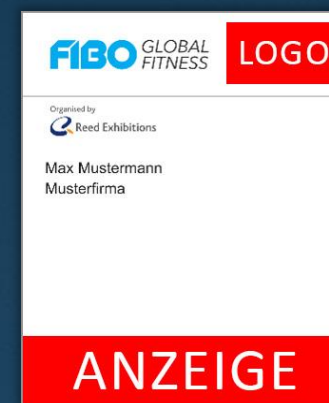 FIBO GLOBAL FITNESS
LOGO
Organised by
Reed Exhibitions
Max Mustermann
Musterfirma
ANZEIGE